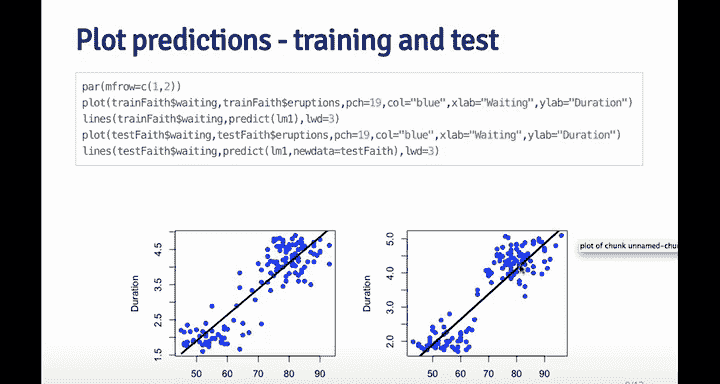 Plot predictions - training and test
par(mfrow=c(1,2))
plot(trainFaith$waiting,trainFaith$eruptions,pch=19,col="blue",xlab="Waiting",ylab="Duration")
lines(trainFaith$waiting,predict(lm1),lwd=3)
plot(testFaith$waiting,testFaith$eruptions,pch=19,col="blue",xlab="Waiting",ylab="Duration")
lines(testFaith$waiting,predict(lm1,newdata=testFaith),lwd=3)
Duration
1.5 2.5 3.5 4.5
50 60 70 80 90
Duration
2.0 3.0 4.0 5.0
50 60 70 80 90
plot of chunk unnamed-chu